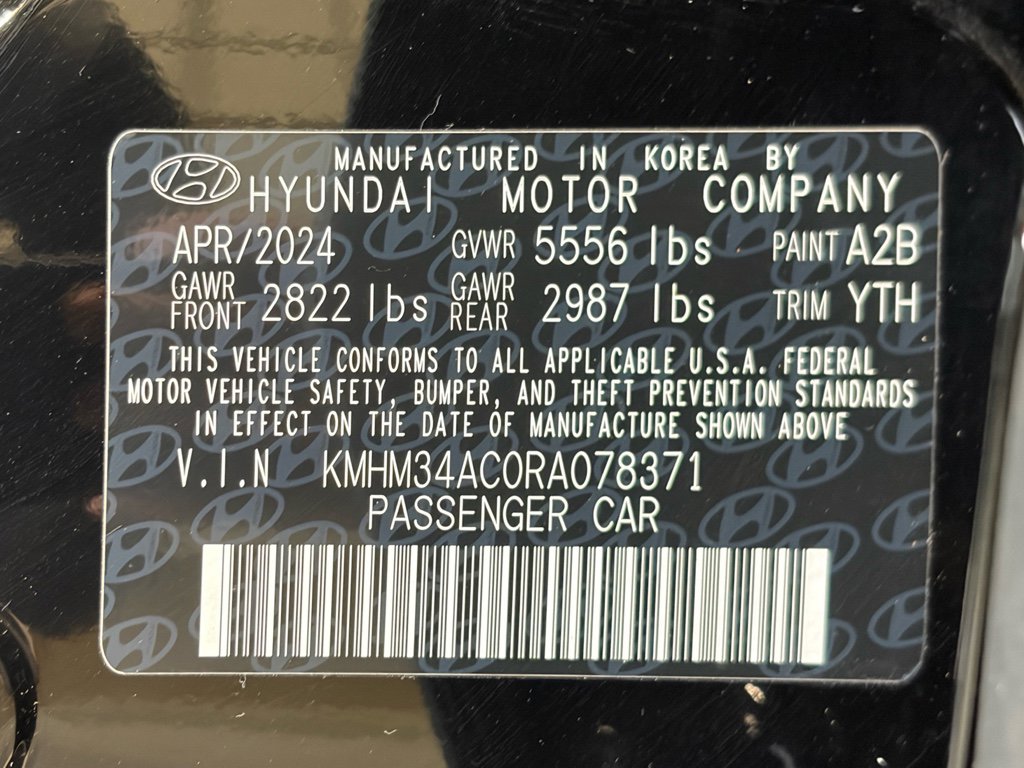 MANUFACTURED IN KOREA BY
HYUNDAI MOTOR COMPANY
APR/2024 GVWR 5556 lbs PAINT A2B
GAWR FRONT 2822 lbs GAWR REAR 2987 lbs TRIM YTH
THIS VEHICLE CONFORMS TO ALL APPLICABLE U.S.A. FEDERAL
MOTOR VEHICLE SAFETY, BUMPER, AND THEFT PREVENTION STANDARDS
IN EFFECT ON THE DATE OF MANUFACTURE SHOWN ABOVE
V.I.N KMHM34AC0RA078371
PASSENGER CAR